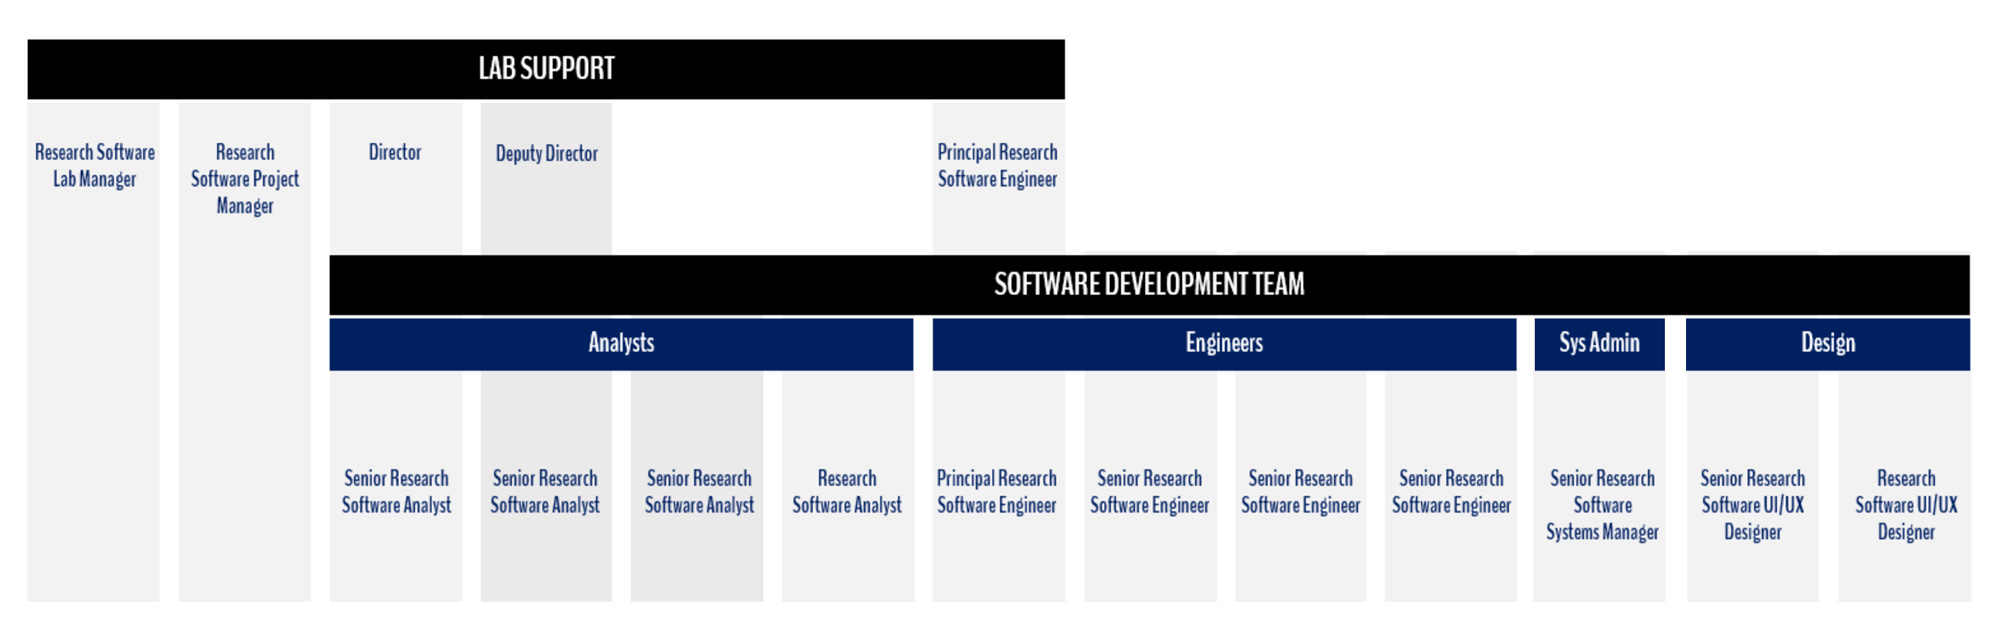 LAB SUPPORT
Research Software
Lab Manager
Research
Software Project
Manager
Director
Deputy Director
Principal Research
Software Engineer
SOFTWARE DEVELOPMENT TEAM
Analysts
Engineers
Sys Admin
Design
Senior Research
Software Analyst
Senior Research
Software Analyst
Senior Research
Software Analyst
Research
Software Analyst
Principal Research
Software Engineer
Senior Research
Software Engineer
Senior Research
Software Engineer
Senior Research
Software Engineer
Senior Research
Software
Systems Manager
Senior Research
Software UI/UX
Designer
Research
Software UI/UX
Designer